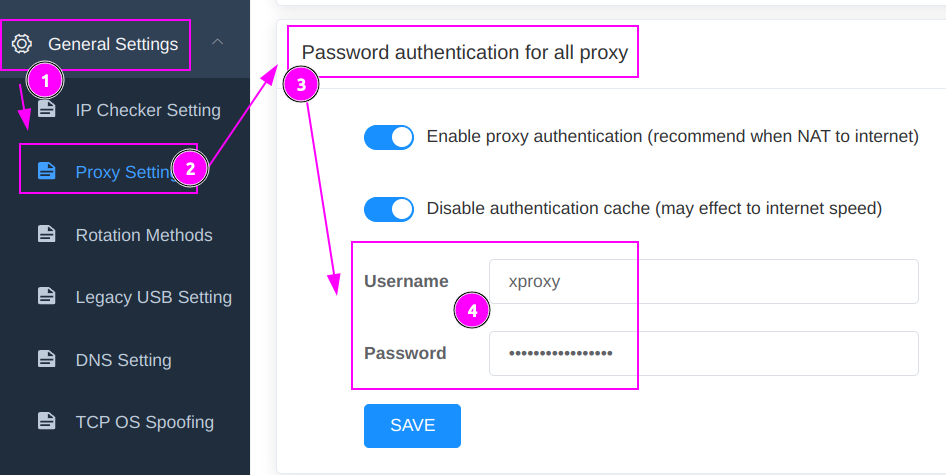 General Settings
1
IP Checker Setting
Proxy Setting
2
Rotation Methods
Legacy USB Setting
DNS Setting
TCP OS Spoofing
Password authentication for all proxy
3
Enable proxy authentication (recommend when NAT to internet)
Disable authentication cache (may effect to internet speed)
Username
xproxy
4
Password
•••••••••••••••••
SAVE